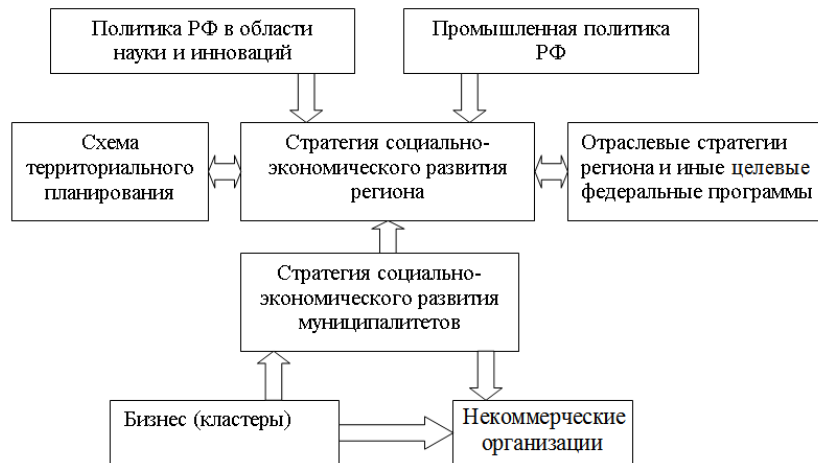 Политика РФ в области
науки и инноваций
Промышленная политика
РФ
Схема
территориального
планирования
Стратегия социально-
экономического развития
региона
Отраслевые стратегии
региона и иные целевые
федеральные программы
Стратегия социально-
экономического развития
муниципалитетов
Бизнес (кластеры)
Некоммерческие
организации